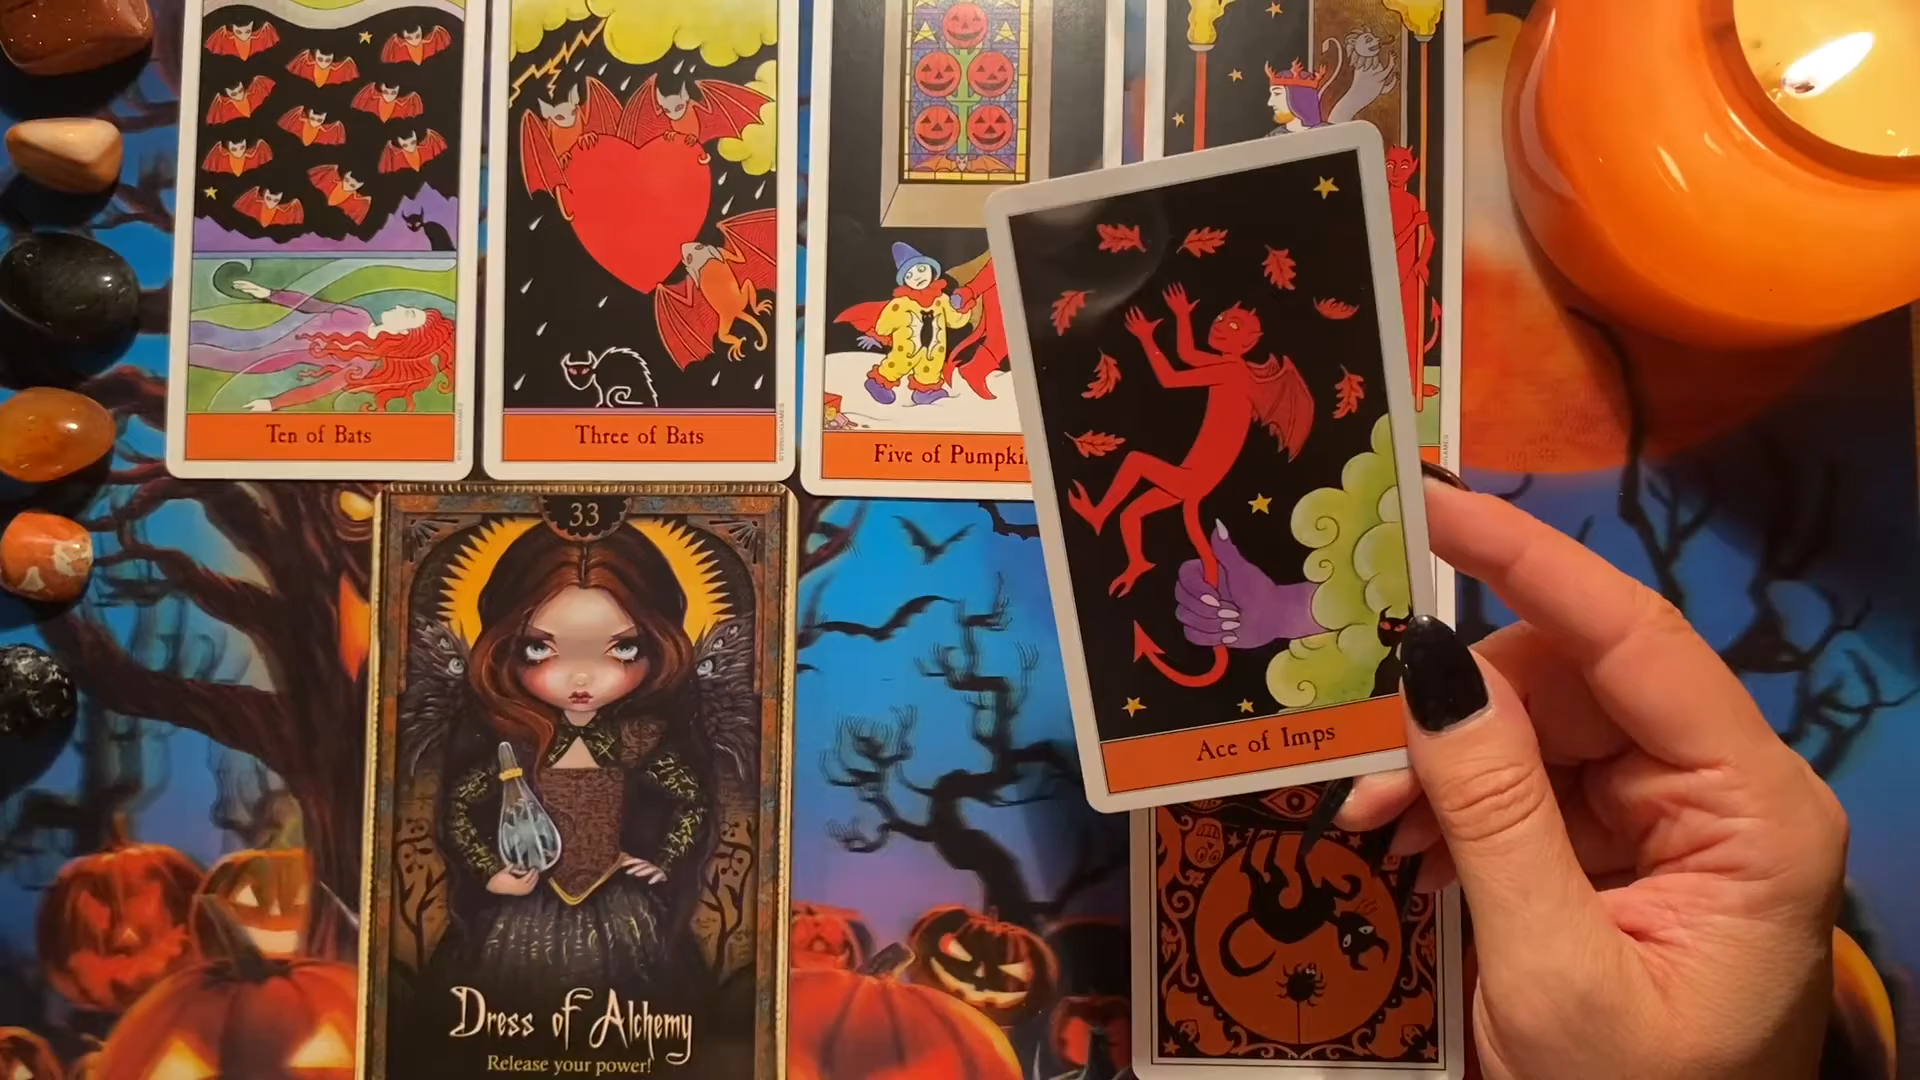 Ten of Bats
Three of Bats
Five of Pumpki
Ace of Imps
33
Dress of Alchemy
Release your power!